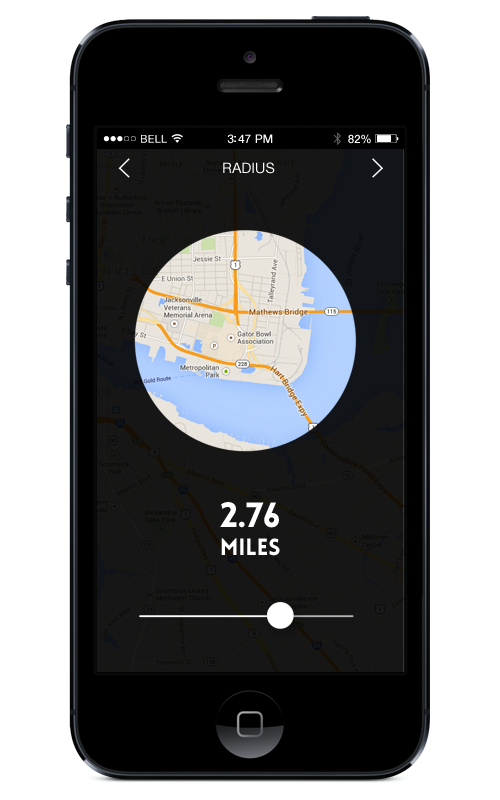 BELL
3:47 PM
82%
RADIUS
Jessie St
1
E Union St
Talleyrand Ave
Jacksonville
Veterans
Memorial Arena
Mathews Bridge
115
Gator Bowl
Association
P
y St
228
Metropolitan
Park
Hart Bridge Expy
Gold Route
1
2.76
MILES